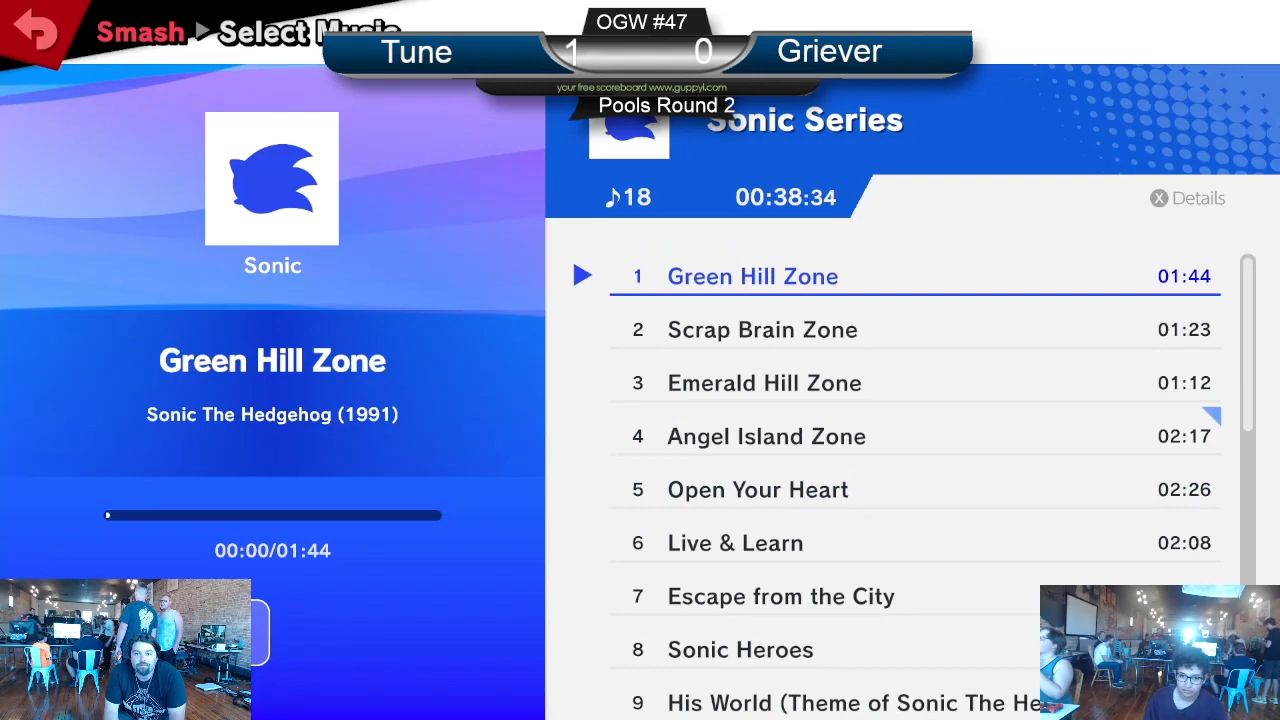 Smash ▶ Select Music
OGW #47
Tune 1 0 Griever
your free scoreboard www.guppyi.com
Pools Round 2
Sonic Series
♪18 00:38:34
X Details
Sonic
Green Hill Zone
Sonic The Hedgehog (1991)
00:00/01:44
1 Green Hill Zone 01:44
2 Scrap Brain Zone 01:23
3 Emerald Hill Zone 01:12
4 Angel Island Zone 02:17
5 Open Your Heart 02:26
6 Live & Learn 02:08
7 Escape from the City
8 Sonic Heroes
9 His World (Theme of Sonic The He